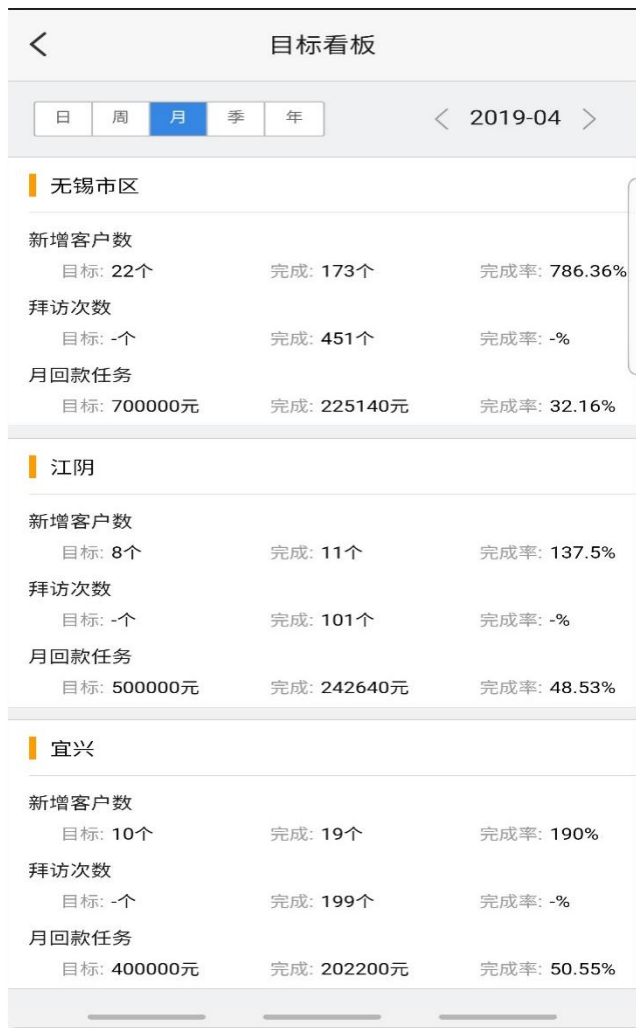 目标看板
日 周 月 季 年 2019-04
无锡市区
新增客户数
目标: 22个 完成: 173个 完成率: 786.36%
拜访次数
目标: -个 完成: 451个 完成率: -%
月回款任务
目标: 700000元 完成: 225140元 完成率: 32.16%
江阴
新增客户数
目标: 8个 完成: 11个 完成率: 137.5%
拜访次数
目标: -个 完成: 101个 完成率: -%
月回款任务
目标: 500000元 完成: 242640元 完成率: 48.53%
宜兴
新增客户数
目标: 10个 完成: 19个 完成率: 190%
拜访次数
目标: -个 完成: 199个 完成率: -%
月回款任务
目标: 400000元 完成: 202200元 完成率: 50.55%